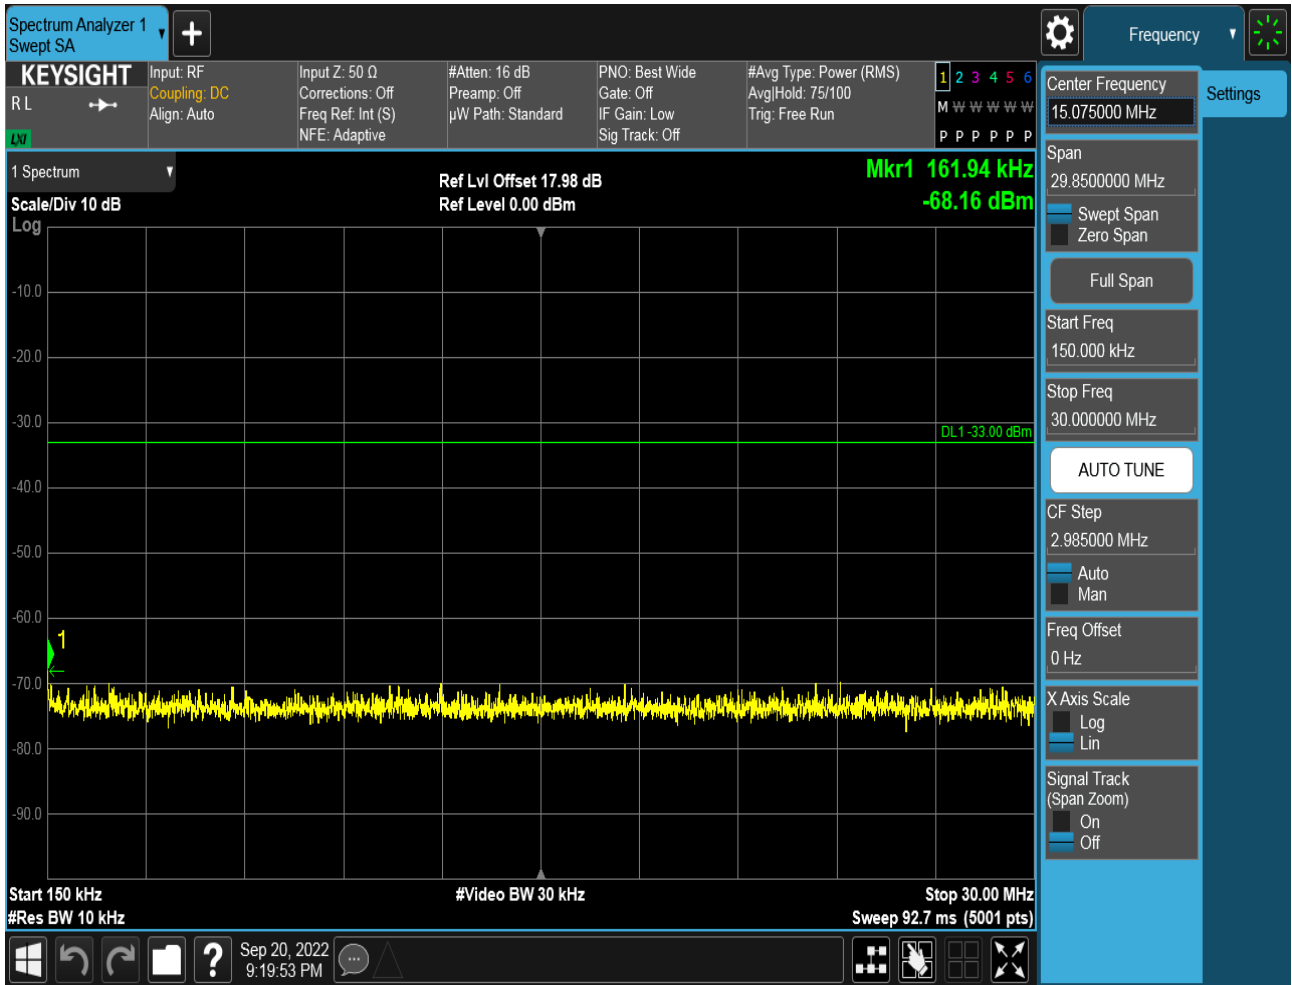 Spectrum Analyzer 1
Swept SA
Frequency
KEYSIGHT
R L
LXI
Input: RF
Coupling: DC
Align: Auto
Input Z: 50 Ω
Corrections: Off
Freq Ref: Int (S)
NFE: Adaptive
#Atten: 16 dB
Preamp: Off
µW Path: Standard
PNO: Best Wide
Gate: Off
IF Gain: Low
Sig Track: Off
#Avg Type: Power (RMS)
Avg|Hold: 75/100
Trig: Free Run
1 2 3 4 5 6
M W W W W W
P P P P P P
1 Spectrum
Scale/Div 10 dB
Log
Ref Lvl Offset 17.98 dB
Ref Level 0.00 dBm
Mkr1 161.94 kHz
-68.16 dBm
-10.0
-20.0
-30.0
DL1 -33.00 dBm
-40.0
-50.0
-60.0
1
-70.0
-80.0
-90.0
Start 150 kHz
#Video BW 30 kHz
Stop 30.00 MHz
#Res BW 10 kHz
Sweep 92.7 ms (5001 pts)
?
Sep 20, 2022
9:19:53 PM
Center Frequency
15.075000 MHz
Settings
Span
29.8500000 MHz
Swept Span
Zero Span
Full Span
Start Freq
150.000 kHz
Stop Freq
30.000000 MHz
AUTO TUNE
CF Step
2.985000 MHz
Auto
Man
Freq Offset
0 Hz
X Axis Scale
Log
Lin
Signal Track
(Span Zoom)
On
Off